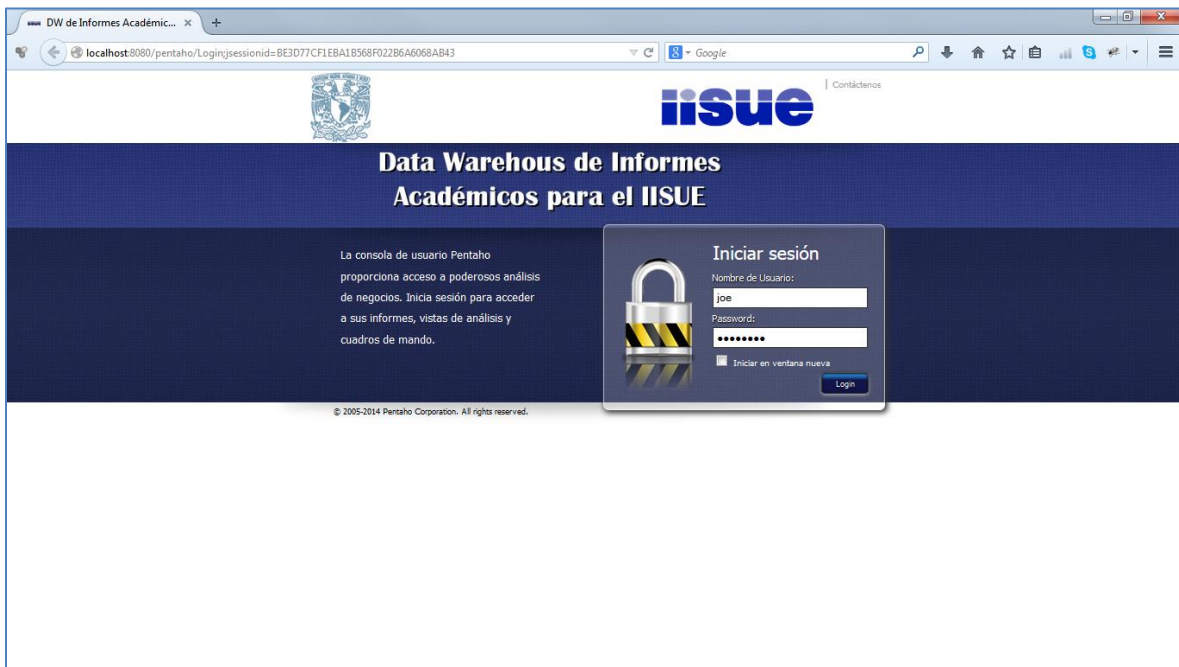 DW de Informes Académic...
localhost:8080/pentaho/Login;jsessionid=BE3D77CF1EBA1B568F022B6A6068AB43
Google
iisue
Contáctenos
Data Warehous de Informes
Académicos para el IISUE
La consola de usuario Pentaho
proporciona acceso a poderosos análisis
de negocios. Inicia sesión para acceder
a sus informes, vistas de análisis y
cuadros de mando.
Iniciar sesión
Nombre de Usuario:
joe
Password:
••••••••
Iniciar en ventana nueva
Login
© 2005-2014 Pentaho Corporation. All rights reserved.